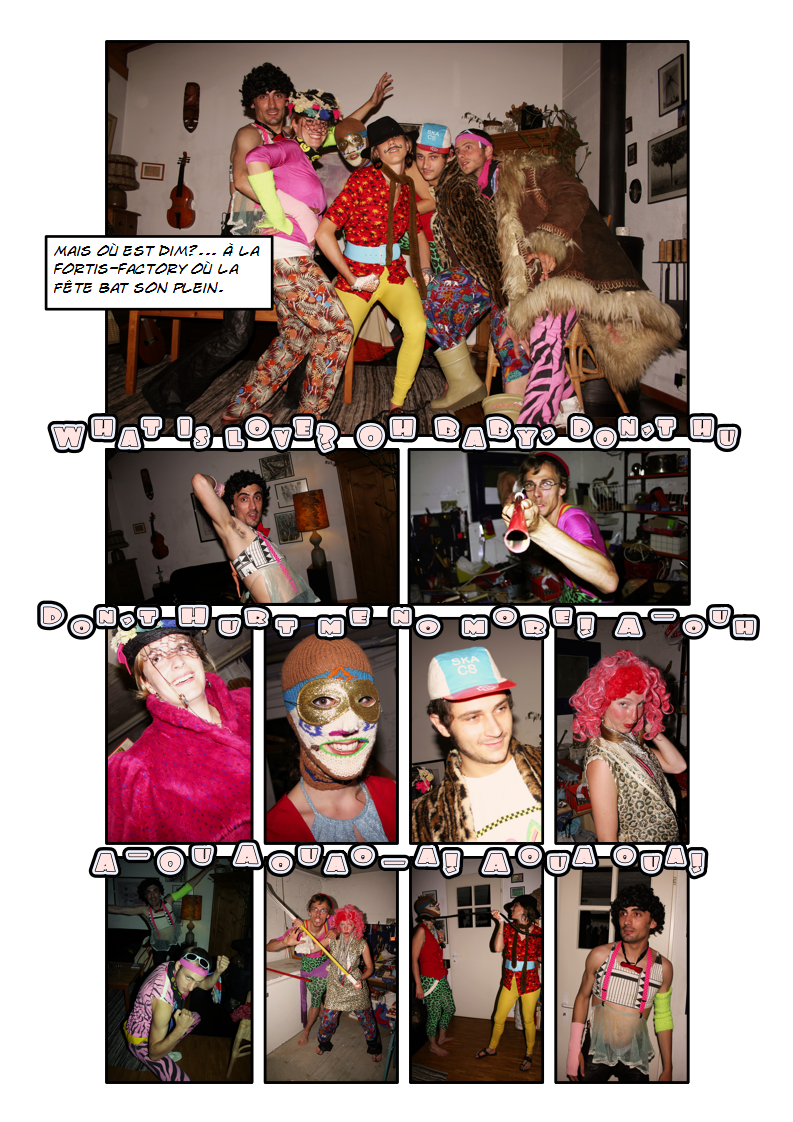 MAIS OÙ EST DIM?... À LA
FORTIS-FACTORY OÙ LA
FÊTE BAT SON PLEIN.
WHAT IS LOVE? OH BABY, DON'T HU
DON'T HURT ME NO MORE! A-OUH
SKA
CS
A-OU AOUAO-A! AOUA OUA!